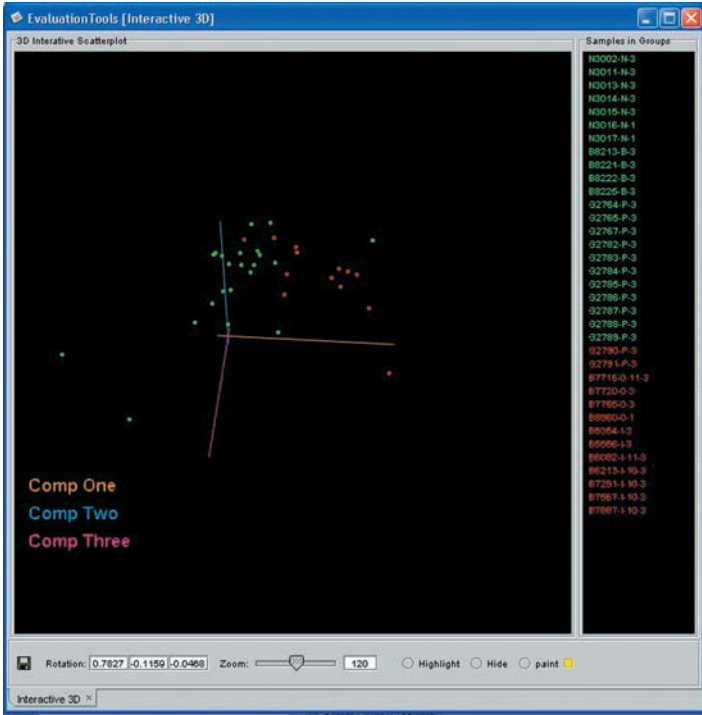 EvaluationTools [Interactive 3D]
3D Interative Scatterplot
Samples in Groups
N3002-N-3
N3011-N-3
N3013-N-3
N3014-N-3
N3015-N-3
N3016-N-1
N3017-N-1
B8213-B-3
B8221-B-3
B8222-B-3
B8225-B-3
G2764-P-3
G2765-P-3
G2767-P-3
G2782-P-3
G2783-P-3
G2784-P-3
G2785-P-3
G2786-P-3
G2787-P-3
G2788-P-3
G2789-P-3
G2790-P-3
G2791-P-3
B7716-0-11-3
B7720-0-3
B7765-0-3
B8560-0-1
B5354-I-3
B5556-I-3
B6082-I-11-3
B6213-I-10-3
B7291-I-10-3
B7567-I-10-3
B7887-I-10-3
Comp One
Comp Two
Comp Three
Rotation: 0.7827 -0.1159 -0.0468 Zoom: 120 Highlight Hide paint
Interactive 3D ×